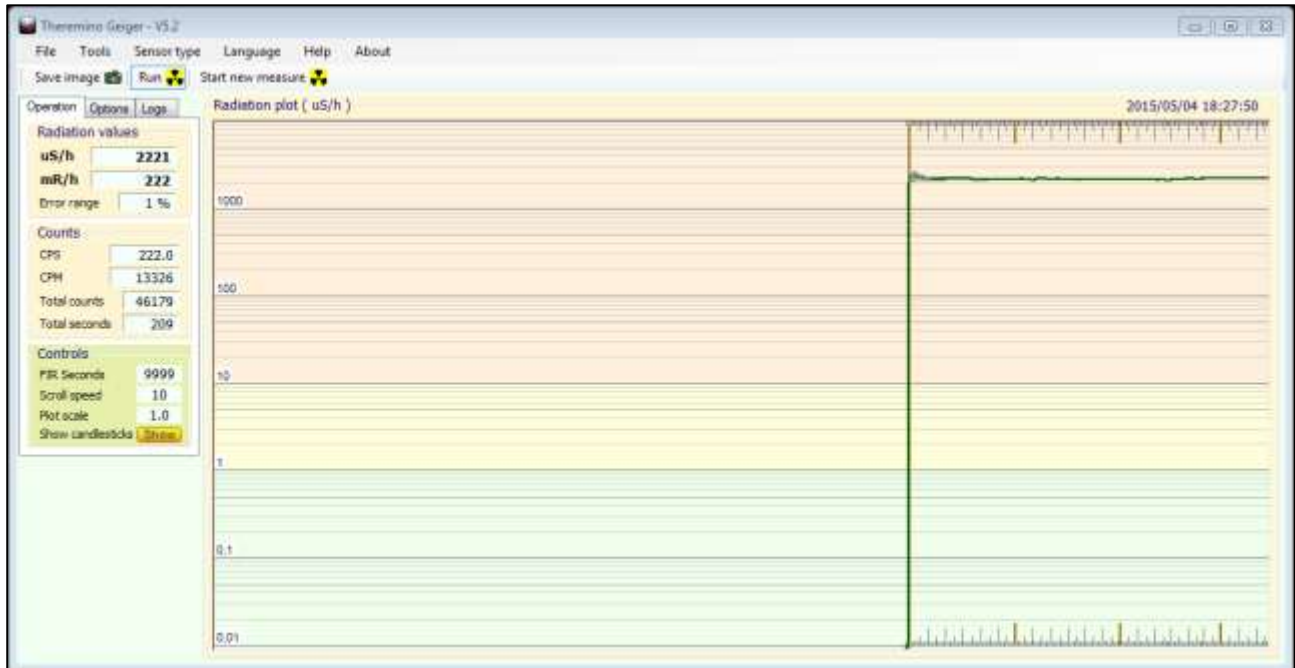 Theremino Geiger - V5.2
File Tools Sensor type Language Help About
Save image Run Start new measure
Operation Options Logs
Radiation plot ( uS/h ) 2015/05/04 18:27:50
Radiation values
uS/h 2221
mR/h 222
Error range 1 %
Counts
CPS 222.0
CPM 13326
Total counts 46179
Total seconds 209
Controls
FIR Seconds 9999
Scroll speed 10
Plot scale 1.0
Show candlesticks Show
1000
100
10
1
0.1
0.01